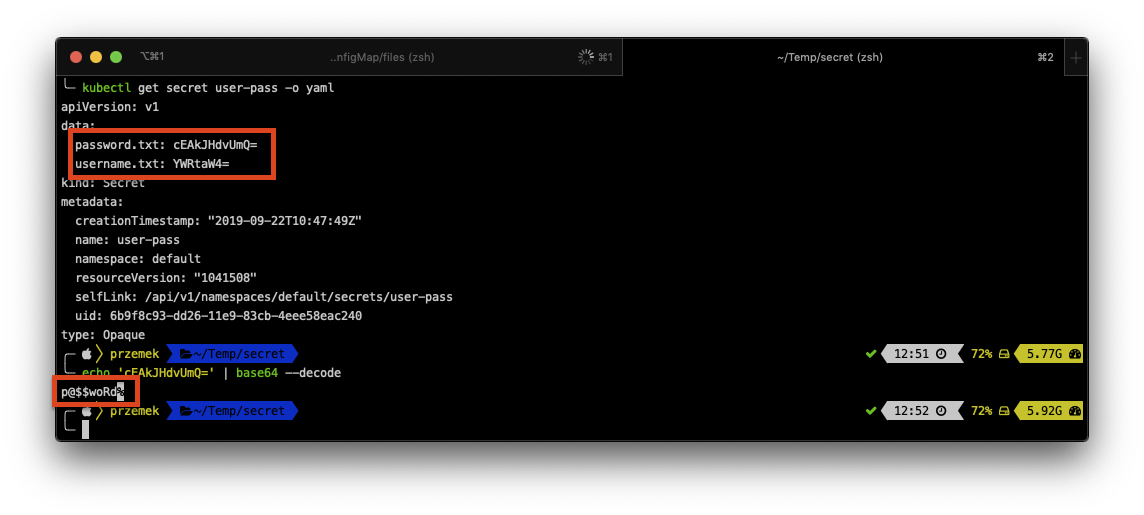 ⌥⌘1 ..nfigMap/files (zsh) ⌘1 ~/Temp/secret (zsh) ⌘2 +
kubectl get secret user-pass -o yaml
apiVersion: v1
data:
password.txt: cEAkJHdvUmQ=
username.txt: YWRtaW4=
kind: Secret
metadata:
creationTimestamp: "2019-09-22T10:47:49Z"
name: user-pass
namespace: default
resourceVersion: "1041508"
selfLink: /api/v1/namespaces/default/secrets/user-pass
uid: 6b9f8c93-dd26-11e9-83cb-4eee58eac240
type: Opaque
przemek ~/Temp/secret ✔ 12:51 72% 5.77G
echo 'cEAkJHdvUmQ=' | base64 --decode
p@$$woRd%
przemek ~/Temp/secret ✔ 12:52 72% 5.92G